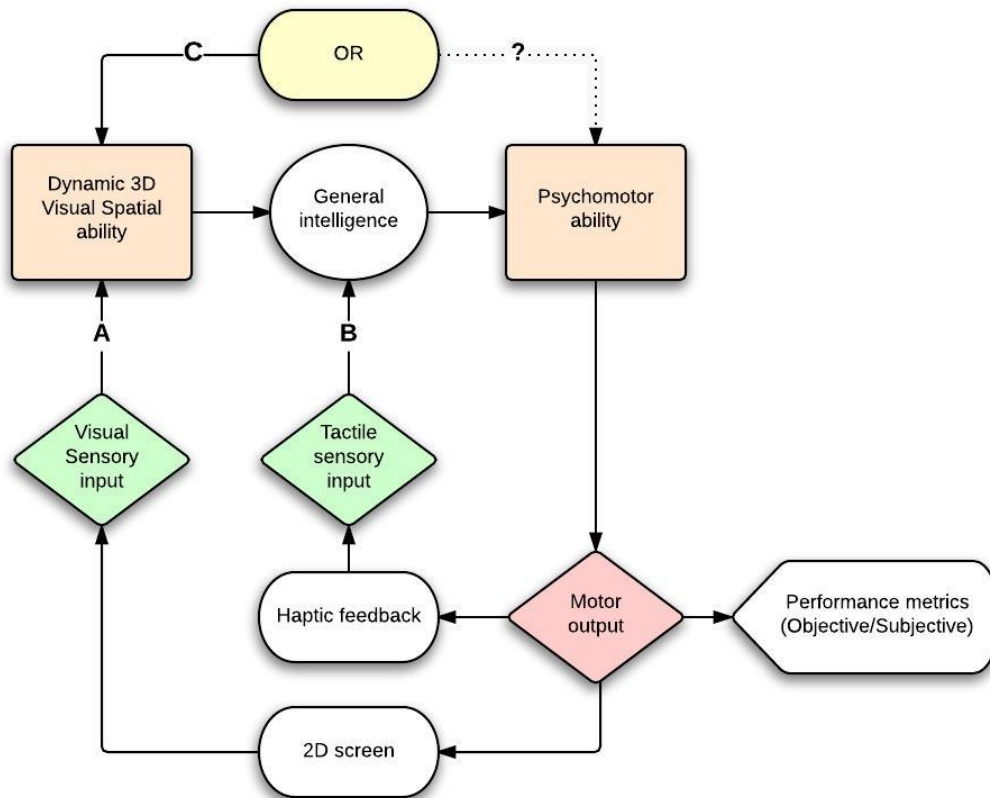 C
OR
?
Dynamic 3D
Visual Spatial
ability
General
intelligence
Psychomotor
ability
A
B
Visual
Sensory
input
Tactile
sensory
input
Haptic feedback
Motor
output
Performance metrics
(Objective/Subjective)
2D screen